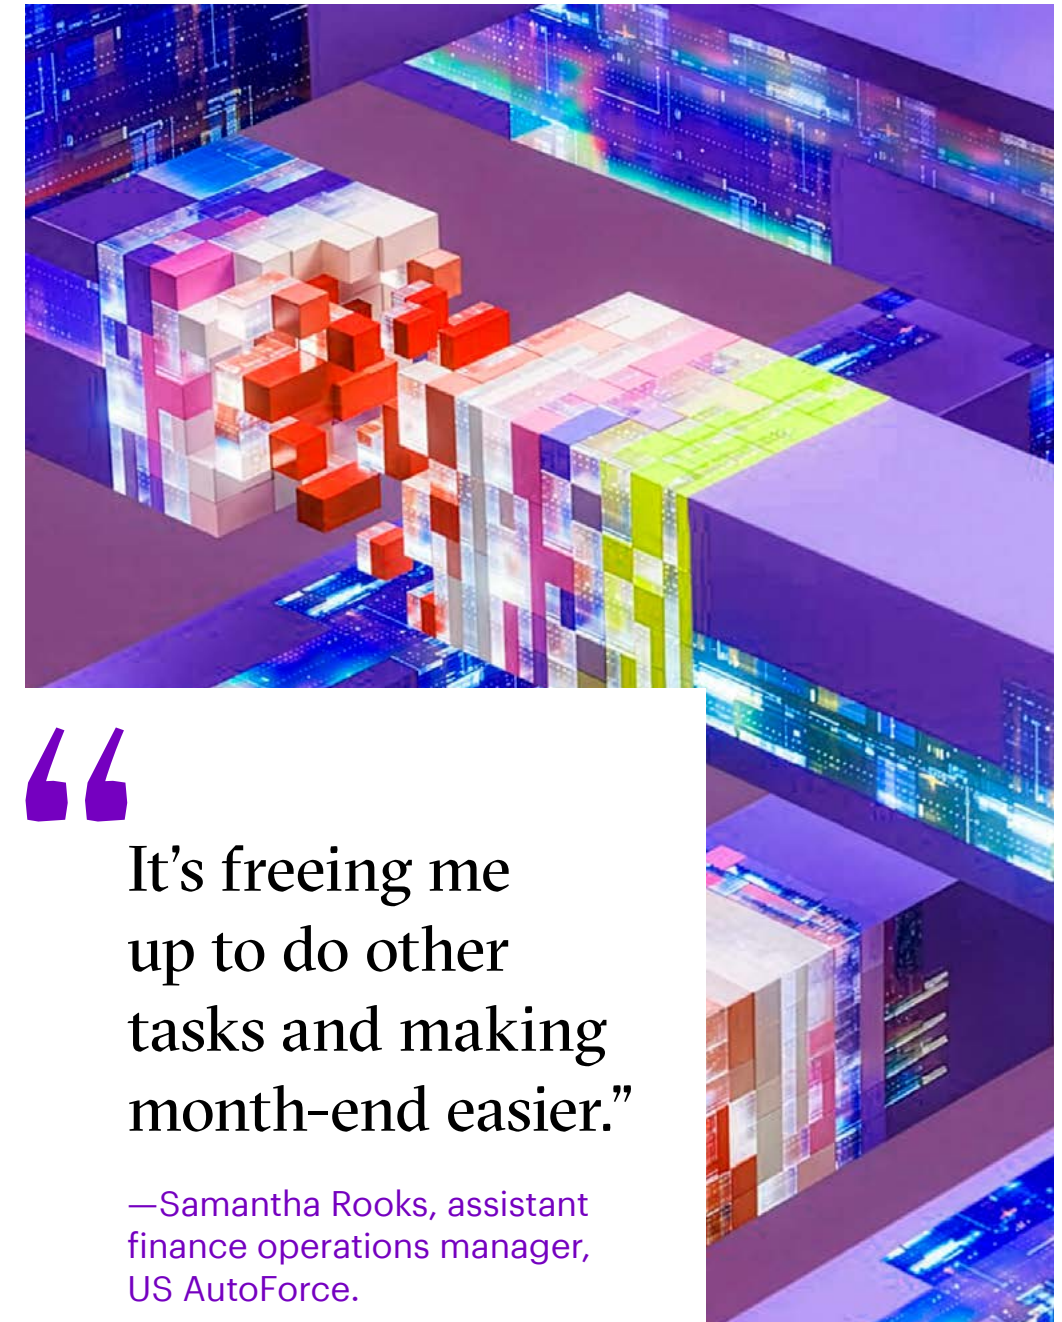 “
It’s freeing me
up to do other
tasks and making
month-end easier.”
—Samantha Rooks, assistant
finance operations manager,
US AutoForce.